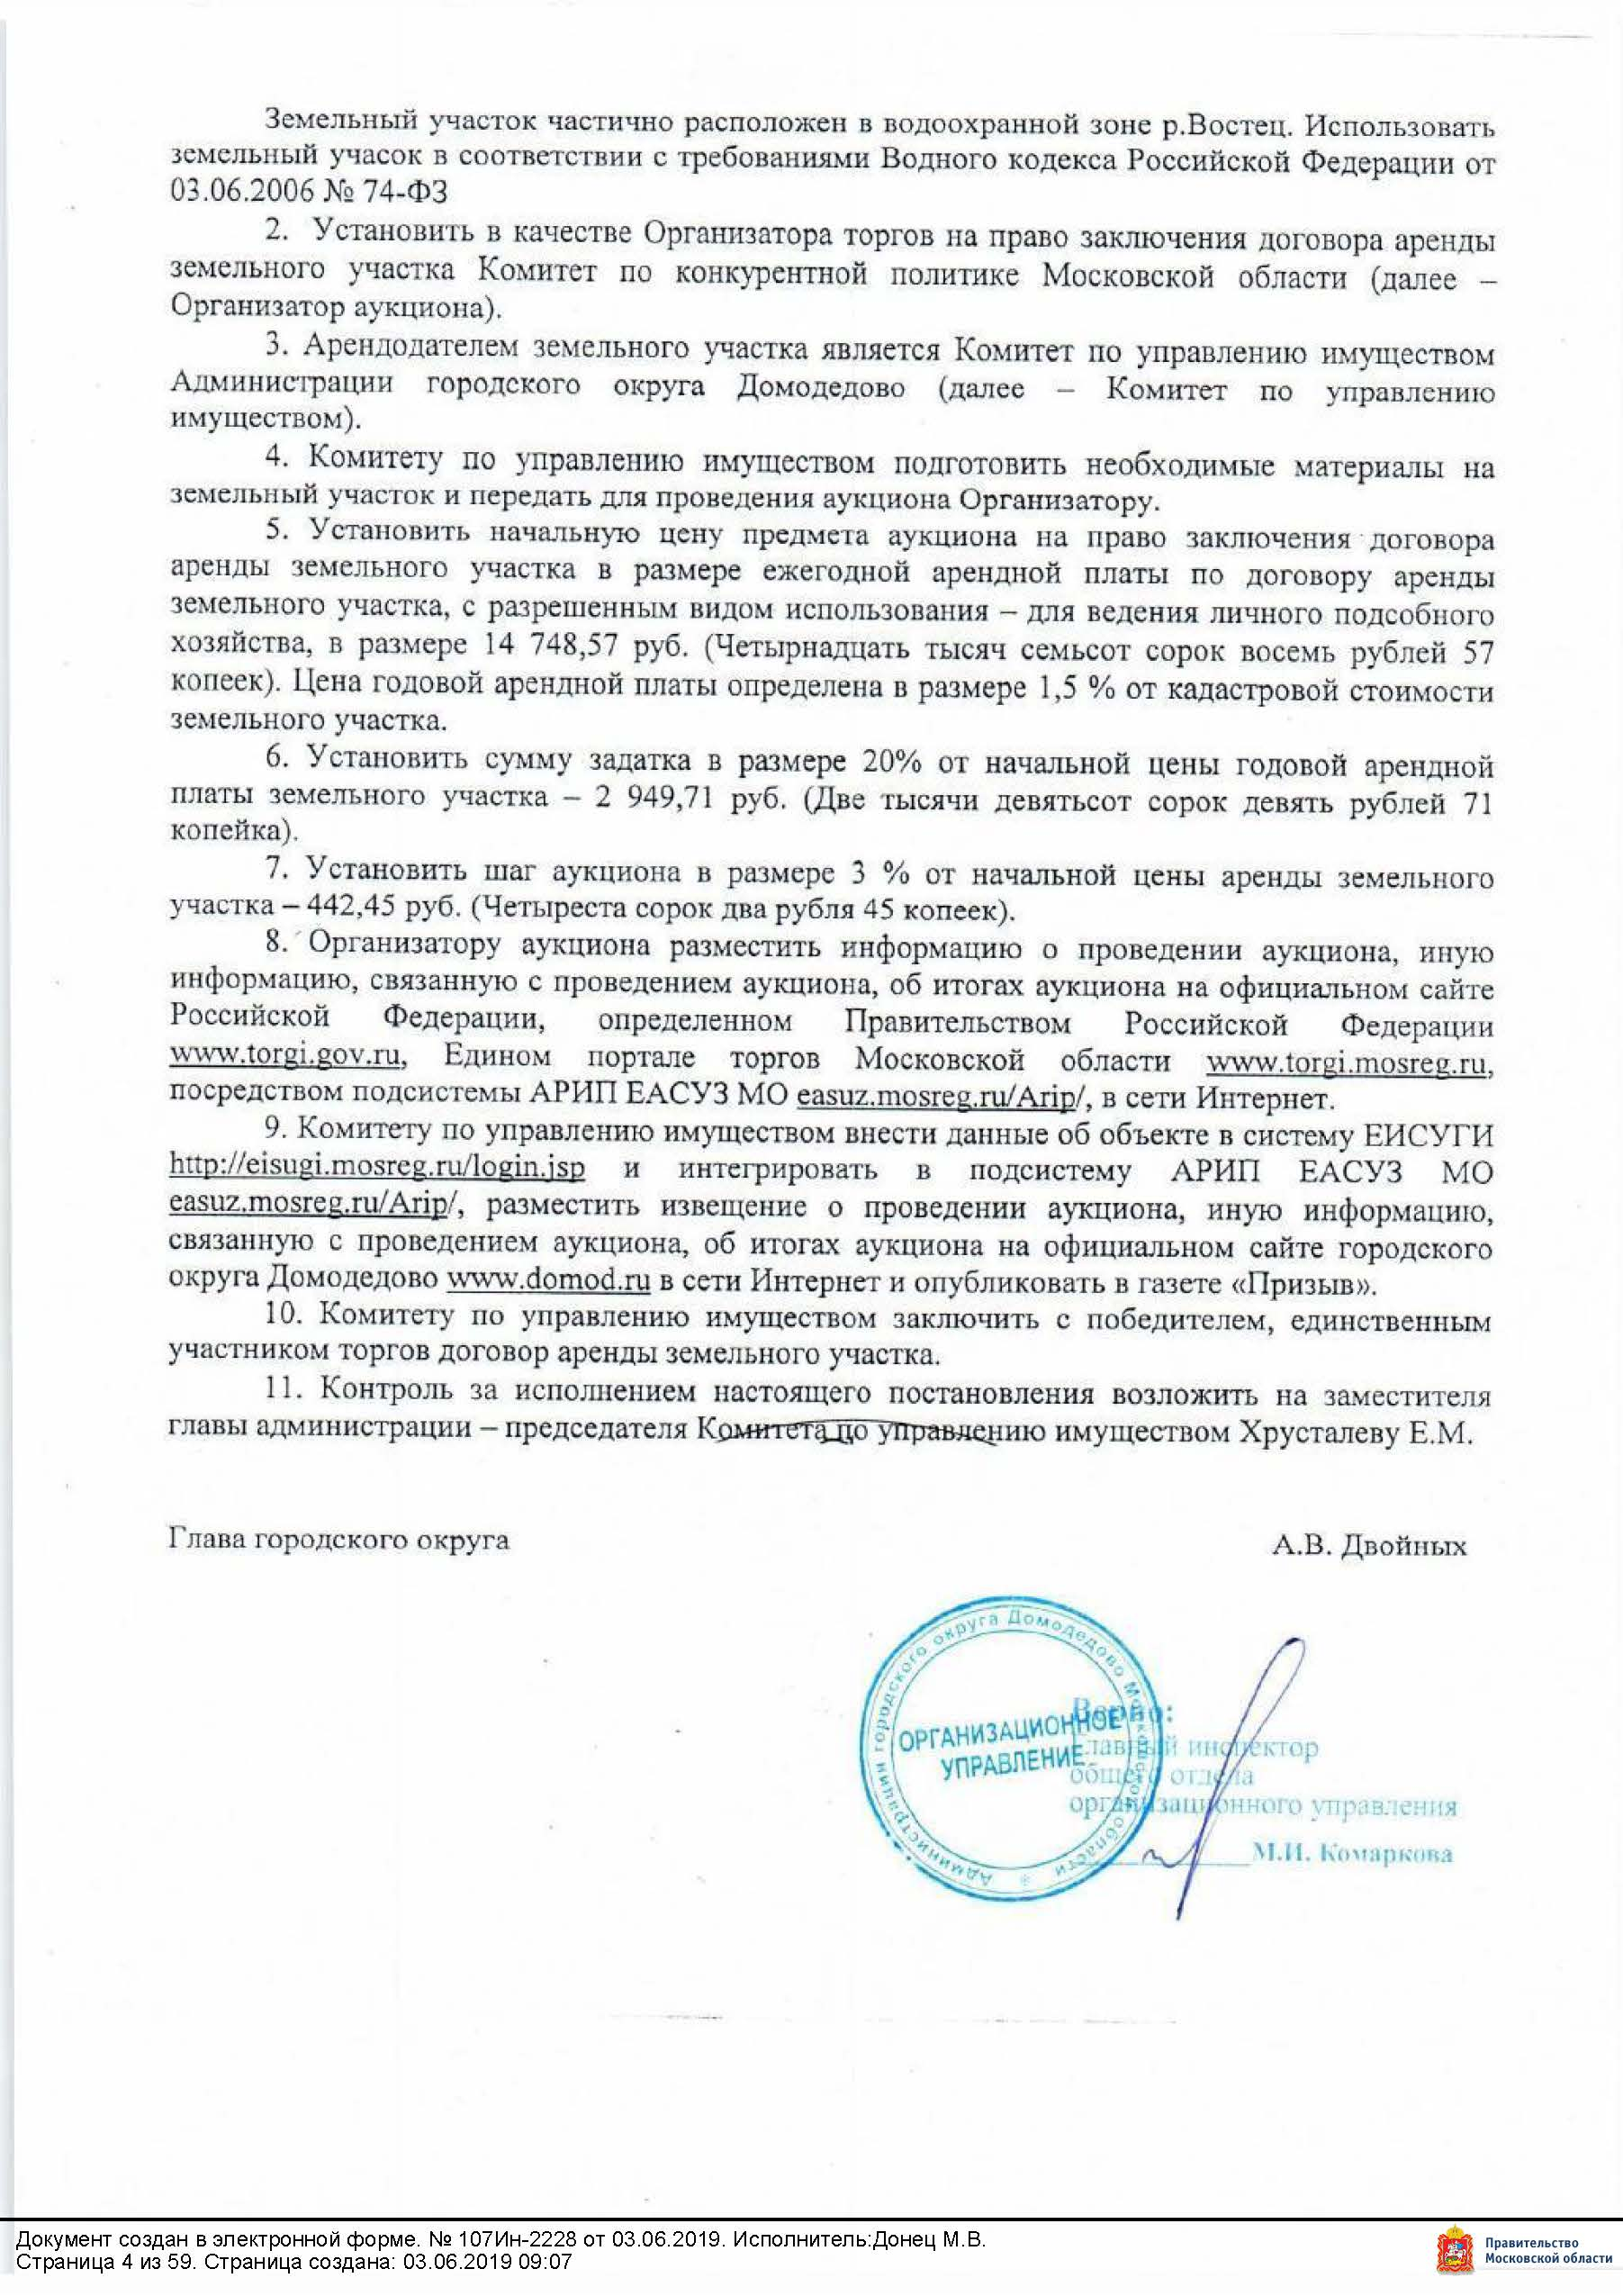 Земельный участок частично расположен в водоохранной зоне р.Востец. Использовать
земельный учасок в соответствии с требованиями Водного кодекса Российской Федерации от
03.06.2006 № 74-ФЗ
2. Установить в качестве Организатора торгов на право заключения договора аренды
земельного участка Комитет по конкурентной политике Московской области (далее –
Организатор аукциона).
3. Арендодателем земельного участка является Комитет по управлению имуществом
Администрации городского округа Домодедово (далее – Комитет по управлению
имуществом).
4. Комитету по управлению имуществом подготовить необходимые материалы на
земельный участок и передать для проведения аукциона Организатору.
5. Установить начальную цену предмета аукциона на право заключения договора
аренды земельного участка в размере ежегодной арендной платы по договору аренды
земельного участка, с разрешенным видом использования – для ведения личного подсобного
хозяйства, в размере 14 748,57 руб. (Четырнадцать тысяч семьсот сорок восемь рублей 57
копеек). Цена годовой арендной платы определена в размере 1,5 % от кадастровой стоимости
земельного участка.
6. Установить сумму задатка в размере 20% от начальной цены годовой арендной
платы земельного участка – 2 949,71 руб. (Две тысячи девятьсот сорок девять рублей 71
копейка).
7. Установить шаг аукциона в размере 3 % от начальной цены аренды земельного
участка – 442,45 руб. (Четыреста сорок два рубля 45 копеек).
8. Организатору аукциона разместить информацию о проведении аукциона, иную
информацию, связанную с проведением аукциона, об итогах аукциона на официальном сайте
Российской Федерации, определенном Правительством Российской Федерации
www.torgi.gov.ru, Едином портале торгов Московской области www.torgi.mosreg.ru,
посредством подсистемы АРИП ЕАСУЗ МО easuz.mosreg.ru/Arip/, в сети Интернет.
9. Комитету по управлению имуществом внести данные об объекте в систему ЕИСУГИ
http://eisugi.mosreg.ru/login.jsp и интегрировать в подсистему АРИП ЕАСУЗ МО
easuz.mosreg.ru/Arip/, разместить извещение о проведении аукциона, иную информацию,
связанную с проведением аукциона, об итогах аукциона на официальном сайте городского
округа Домодедово www.domod.ru в сети Интернет и опубликовать в газете «Призыв».
10. Комитету по управлению имуществом заключить с победителем, единственным
участником торгов договор аренды земельного участка.
11. Контроль за исполнением настоящего постановления возложить на заместителя
главы администрации – председателя Комитета по управлению имуществом Хрусталеву Е.М.
Глава городского округа А.В. Двойных
Администрации городского округа Домодедово Московской области
ОРГАНИЗАЦИОННОЕ
УПРАВЛЕНИЕ
Верно:
Главный инспектор
общего отдела
организационного управления
М.И. Комаркова
Документ создан в электронной форме. № 107Ин-2228 от 03.06.2019. Исполнитель:Донец М.В.
Страница 4 из 59. Страница создана: 03.06.2019 09:07
Правительство
Московской области